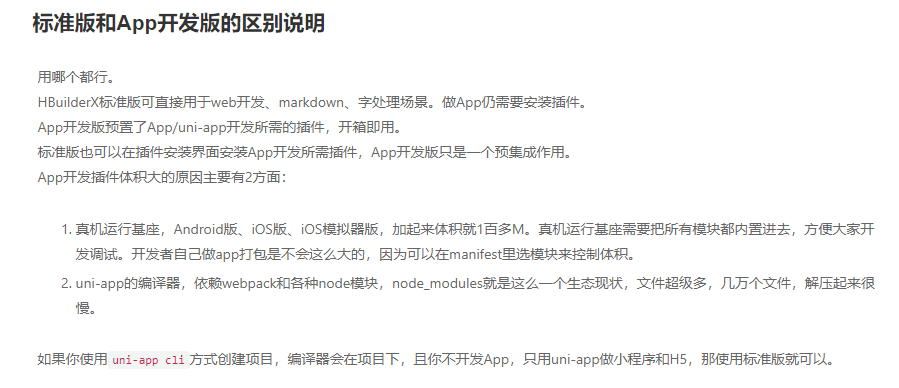 标准版和App开发版的区别说明
用哪个都行。
HBuilderX标准版可直接用于web开发、markdown、字处理场景。做App仍需要安装插件。
App开发版预置了App/uni-app开发所需的插件，开箱即用。
标准版也可以在插件安装界面安装App开发所需插件，App开发版只是一个预集成作用。
App开发插件体积大的原因主要有2方面：
1. 真机运行基座，Android版、iOS版、iOS模拟器版，加起来体积就1百多M。真机运行基座需要把所有模块都内置进去，方便大家开
发调试。开发者自己做app打包是不会这么大的，因为可以在manifest里选模块来控制体积。
2. uni-app的编译器，依赖webpack和各种node模块，node_modules就是这么一个生态现状，文件超级多，几万个文件，解压起来很
慢。
如果你使用 uni-app cli 方式创建项目，编译器会在项目下，且你不开发App，只用uni-app做小程序和H5，那使用标准版就可以。